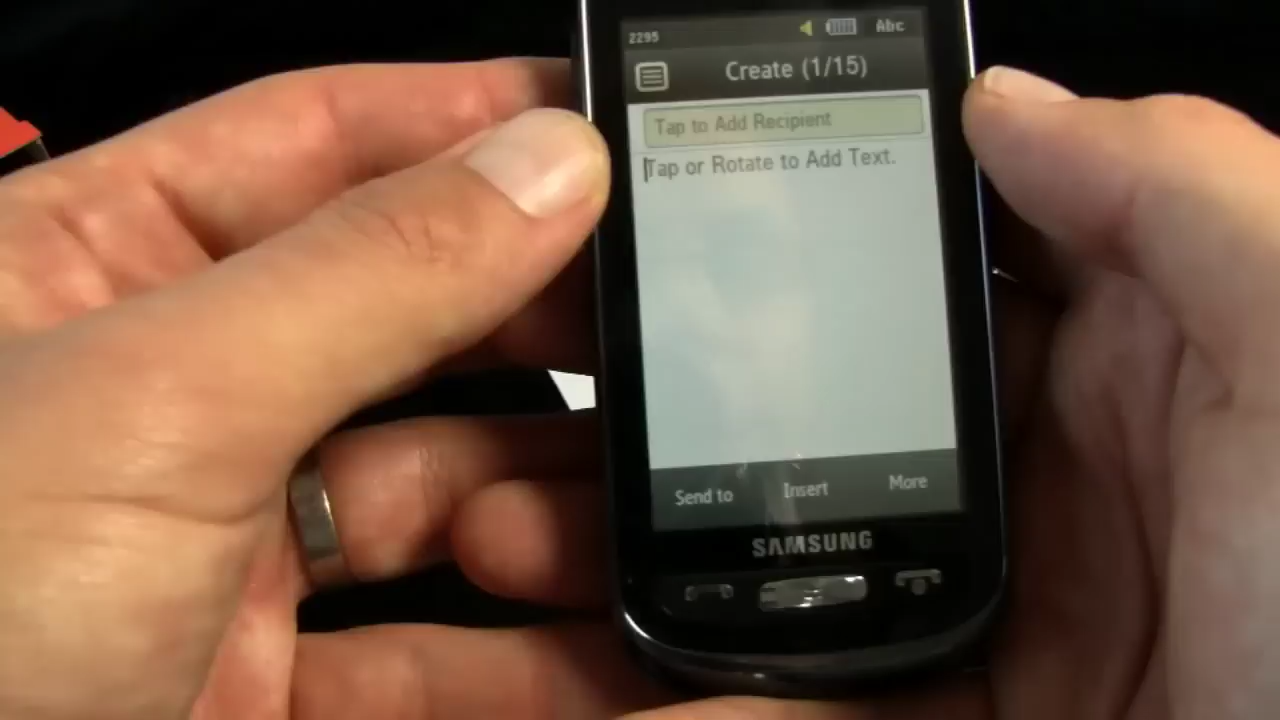 2295 Abc
Create (1/15)
Tap to Add Recipient
Tap or Rotate to Add Text.
Send to Insert More
SAMSUNG